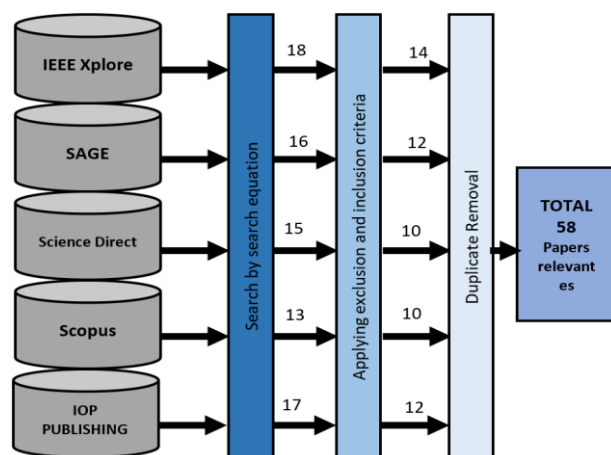 IEEE Xplore
18
14
SAGE
16
12
Science Direct
15
10
Scopus
13
10
IOP
PUBLISHING
17
12
Search by search equation
Applying exclusion and inclusion criteria
Duplicate Removal
TOTAL
58
Papers
relevant
es